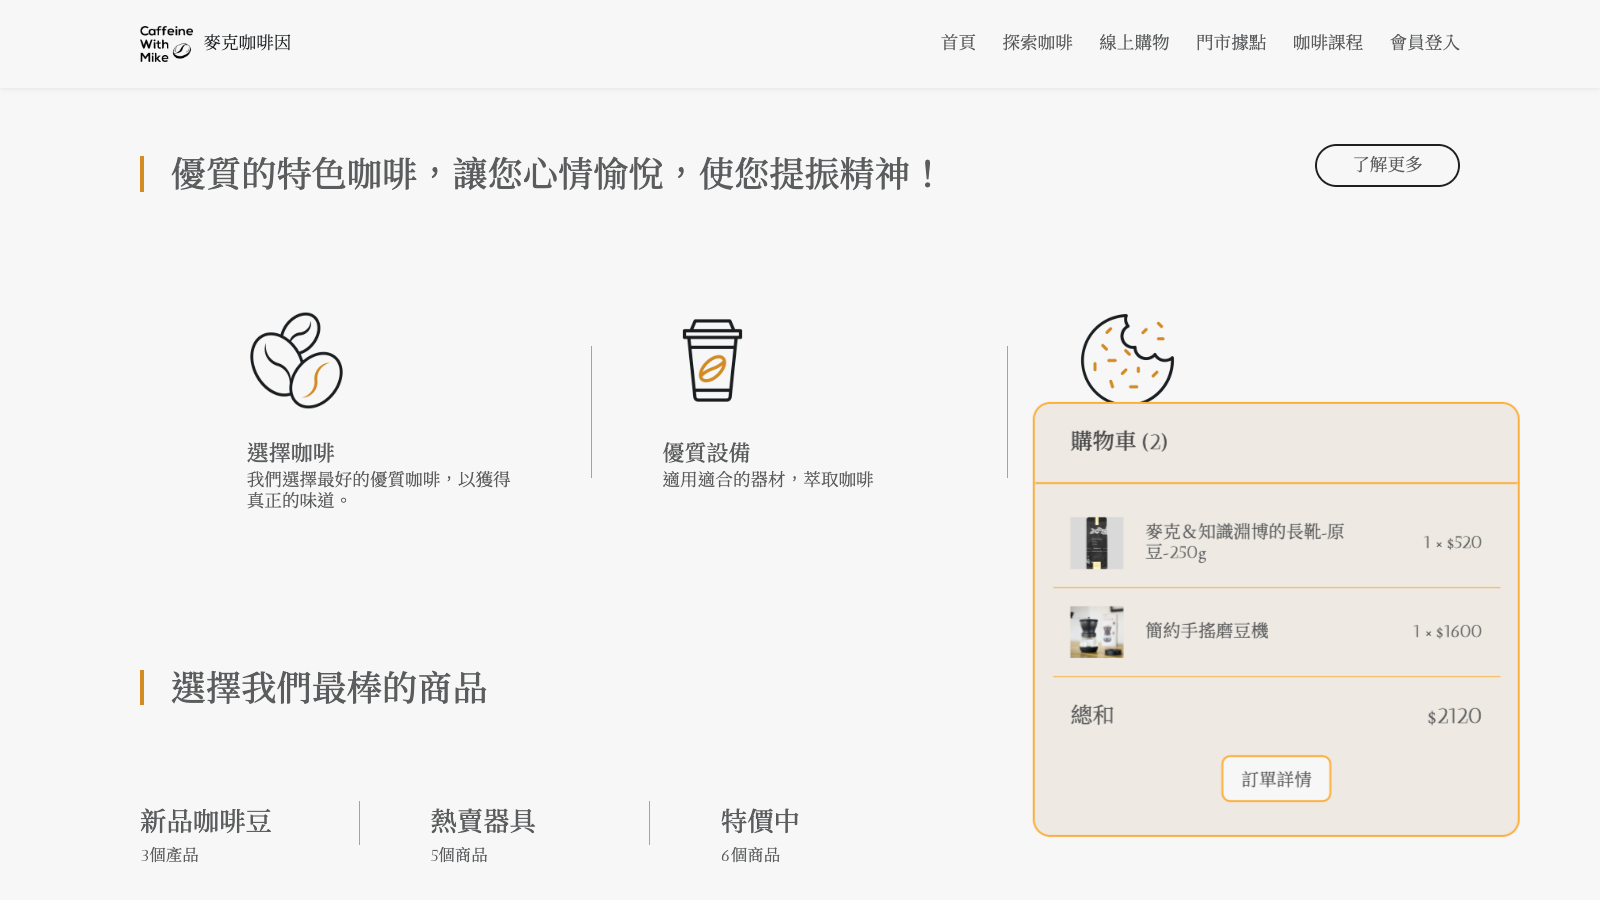 Caffeine
With
Mike
麥克咖啡因
首頁 探索咖啡 線上購物 門市據點 咖啡課程 會員登入
優質的特色咖啡，讓您心情愉悅，使您提振精神！
了解更多
選擇咖啡
我們選擇最好的優質咖啡，以獲得
真正的味道。
優質設備
適用適合的器材，萃取咖啡
購物車 (2)
麥克＆知識淵博的長靴-原
豆-250g
1 × $520
簡約手搖磨豆機
1 × $1600
總和
$2120
訂單詳情
選擇我們最棒的商品
新品咖啡豆
3個產品
熱賣器具
5個商品
特價中
6個商品